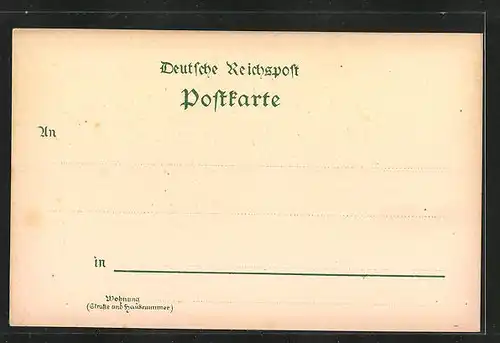 Deutsche Reichspost
Postkarte
An
in
Wohnung
(Straße und Hausnummer)